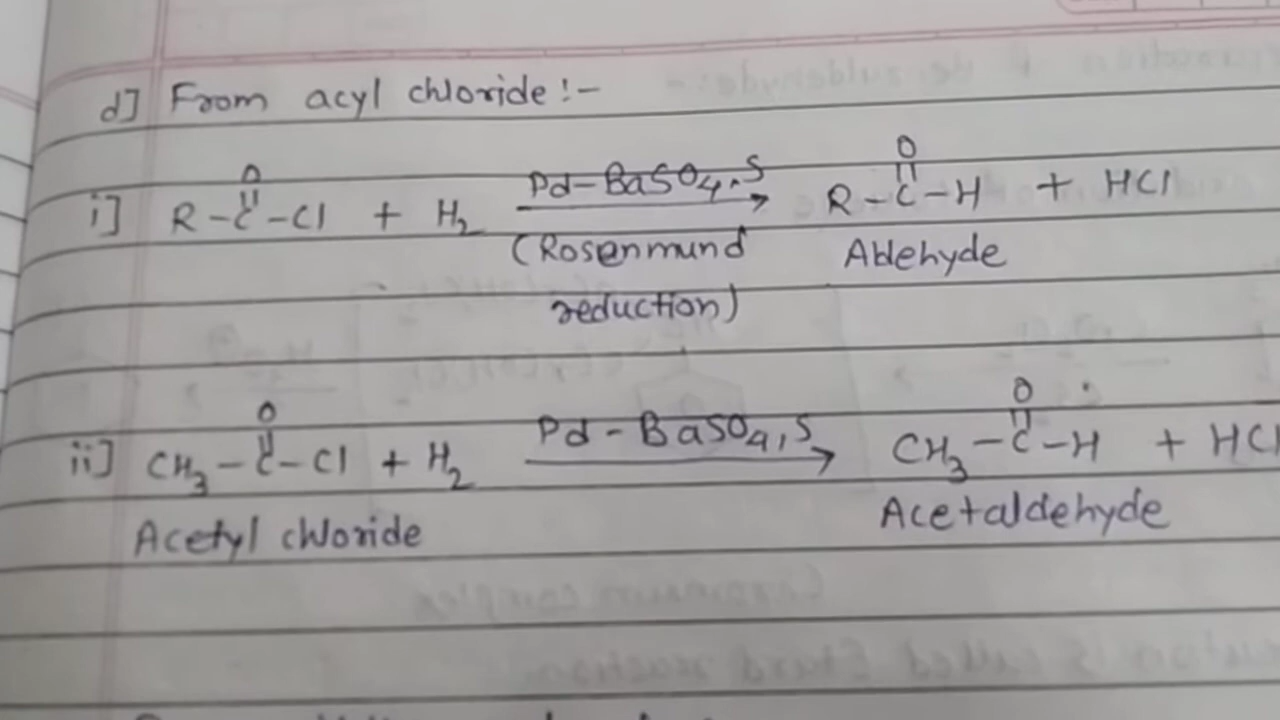 d] From acyl chloride :-
O O
i] R-C-Cl + H₂ Pd-BaSO₄,S → R-C-H + HCl
(Rosenmund Aldehyde
reduction)
O O
ii] CH₃-C-Cl + H₂ Pd-BaSO₄,S → CH₃-C-H + HCl
Acetyl chloride Acetaldehyde